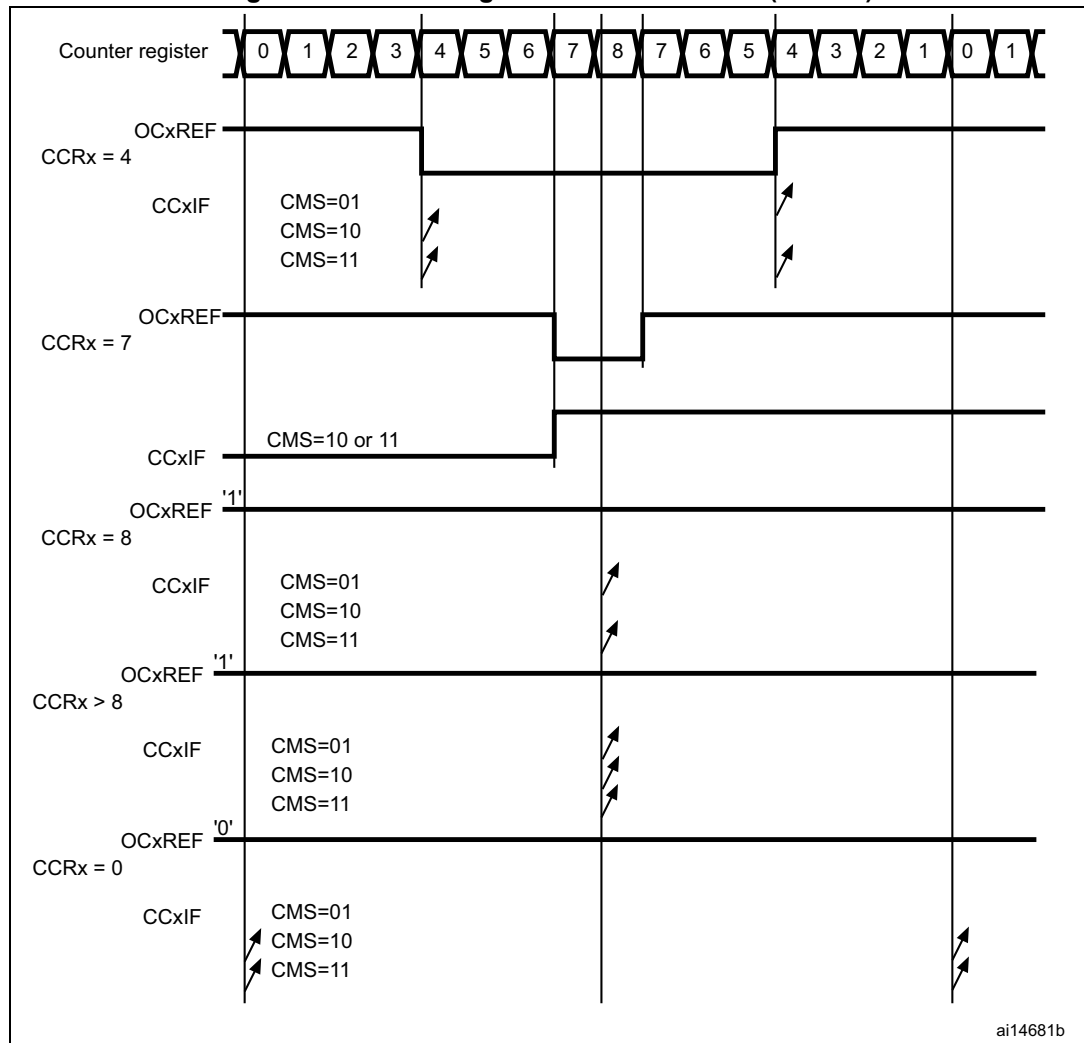 Counter register 0 1 2 3 4 5 6 7 8 7 6 5 4 3 2 1 0 1
OCxREF
CCRx = 4
CCxIF
CMS=01
CMS=10
CMS=11
OCxREF
CCRx = 7
CMS=10 or 11
CCxIF
'1'
OCxREF
CCRx = 8
CCxIF
CMS=01
CMS=10
CMS=11
'1'
OCxREF
CCRx > 8
CCxIF
CMS=01
CMS=10
CMS=11
'0'
OCxREF
CCRx = 0
CCxIF
CMS=01
CMS=10
CMS=11
ai14681b